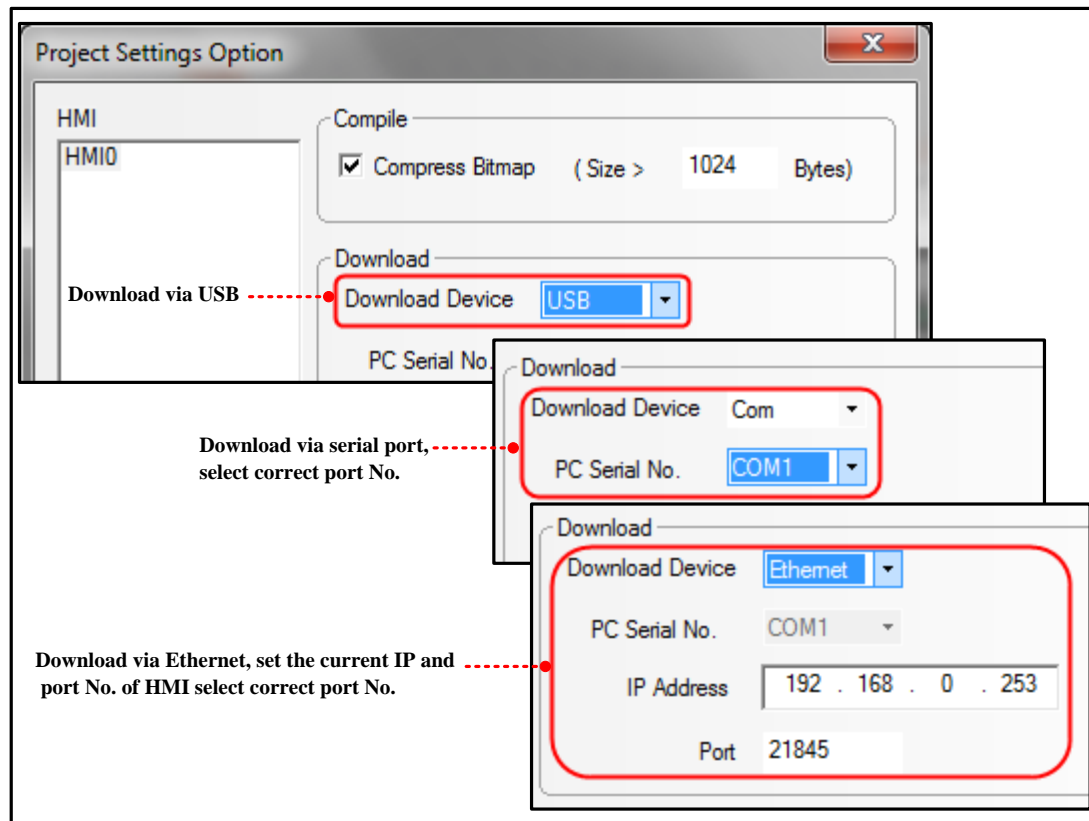 Project Settings Option
HMI
HMI0
Compile
Compress Bitmap ( Size > 1024 Bytes)
Download
Download via USB
Download Device USB
PC Serial No.
Download
Download Device Com
Download via serial port,
select correct port No.
PC Serial No. COM1
Download
Download Device Ethernet
PC Serial No. COM1
Download via Ethernet, set the current IP and
port No. of HMI select correct port No.
IP Address 192 . 168 . 0 . 253
Port 21845